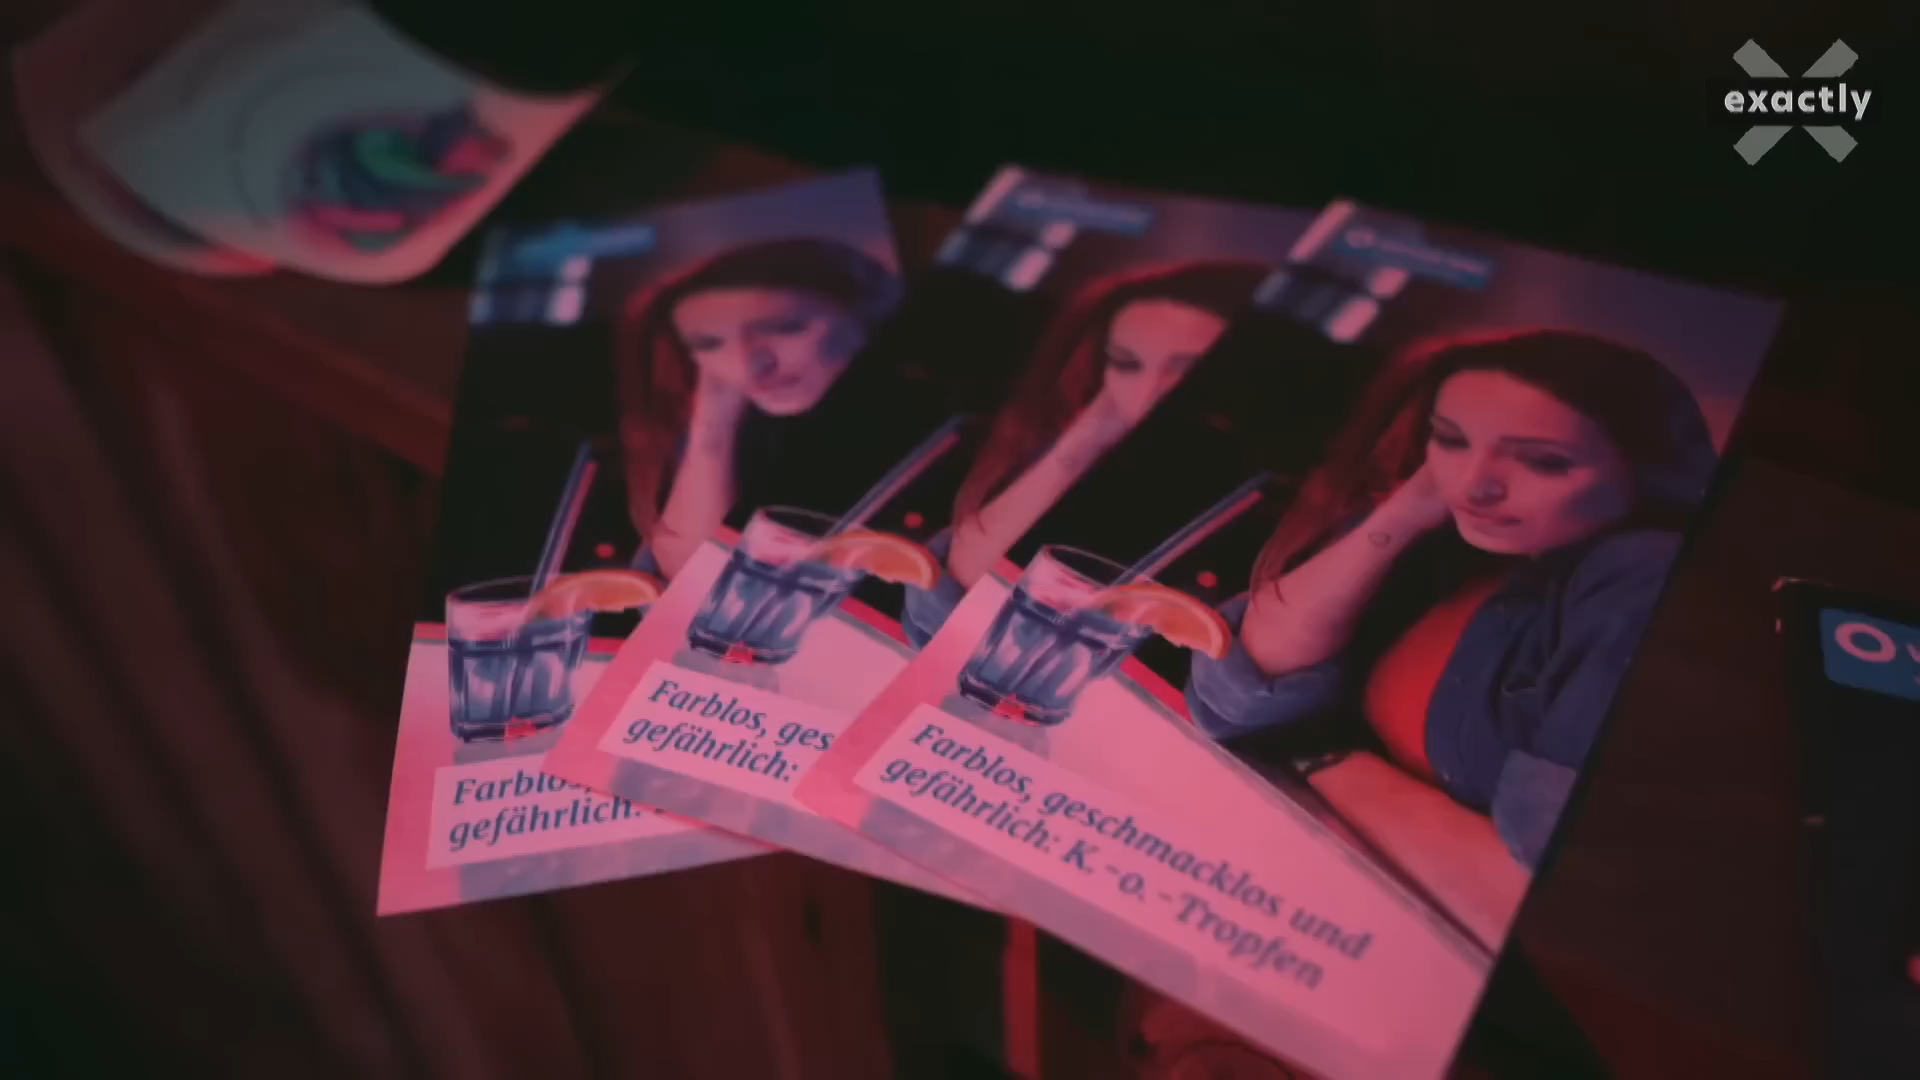 exactly
Farblos,
gefährlich:
Farblos, ges
gefährlich:
Farblos, geschmacklos und
gefährlich: K. -o. -Tropfen